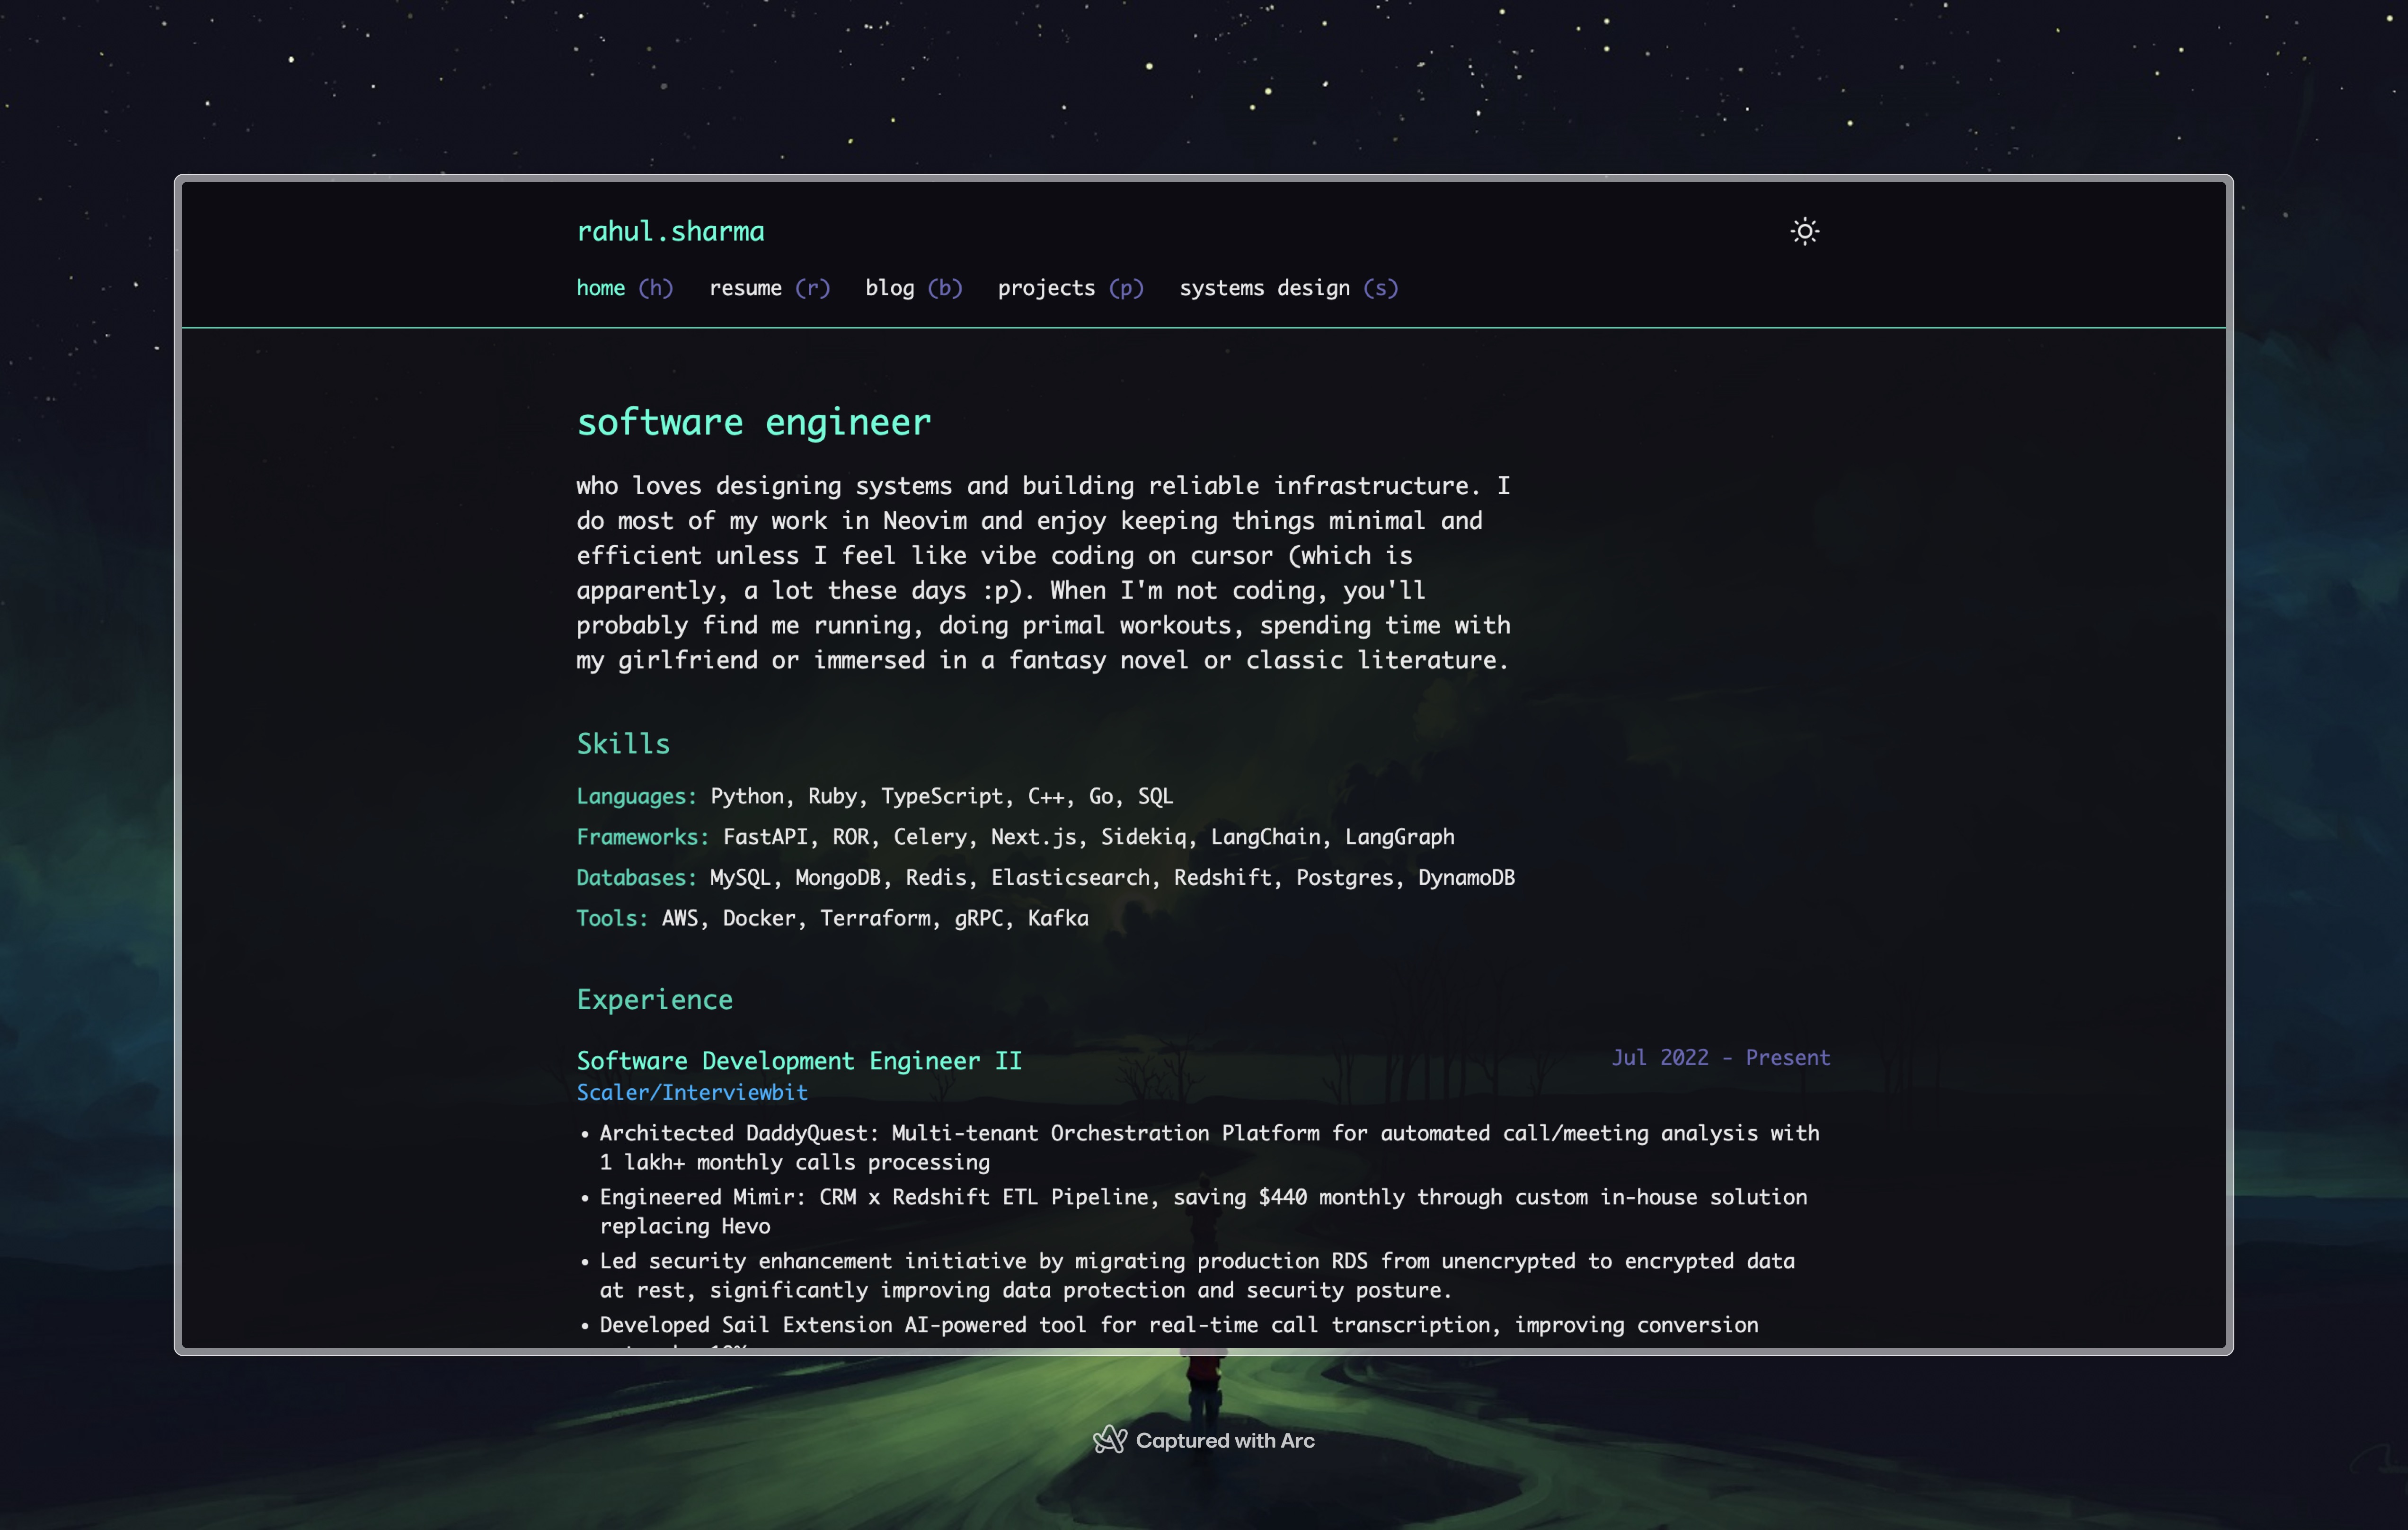 rahul.sharma
home (h) resume (r) blog (b) projects (p) systems design (s)
software engineer
who loves designing systems and building reliable infrastructure. I
do most of my work in Neovim and enjoy keeping things minimal and
efficient unless I feel like vibe coding on cursor (which is
apparently, a lot these days :p). When I'm not coding, you'll
probably find me running, doing primal workouts, spending time with
my girlfriend or immersed in a fantasy novel or classic literature.
Skills
Languages: Python, Ruby, TypeScript, C++, Go, SQL
Frameworks: FastAPI, ROR, Celery, Next.js, Sidekiq, LangChain, LangGraph
Databases: MySQL, MongoDB, Redis, Elasticsearch, Redshift, Postgres, DynamoDB
Tools: AWS, Docker, Terraform, gRPC, Kafka
Experience
Software Development Engineer II
Jul 2022 - Present
Scaler/Interviewbit
• Architected DaddyQuest: Multi-tenant Orchestration Platform for automated call/meeting analysis with
1 lakh+ monthly calls processing
• Engineered Mimir: CRM x Redshift ETL Pipeline, saving $440 monthly through custom in-house solution
replacing Hevo
• Led security enhancement initiative by migrating production RDS from unencrypted to encrypted data
at rest, significantly improving data protection and security posture.
• Developed Sail Extension AI-powered tool for real-time call transcription, improving conversion
Captured with Arc